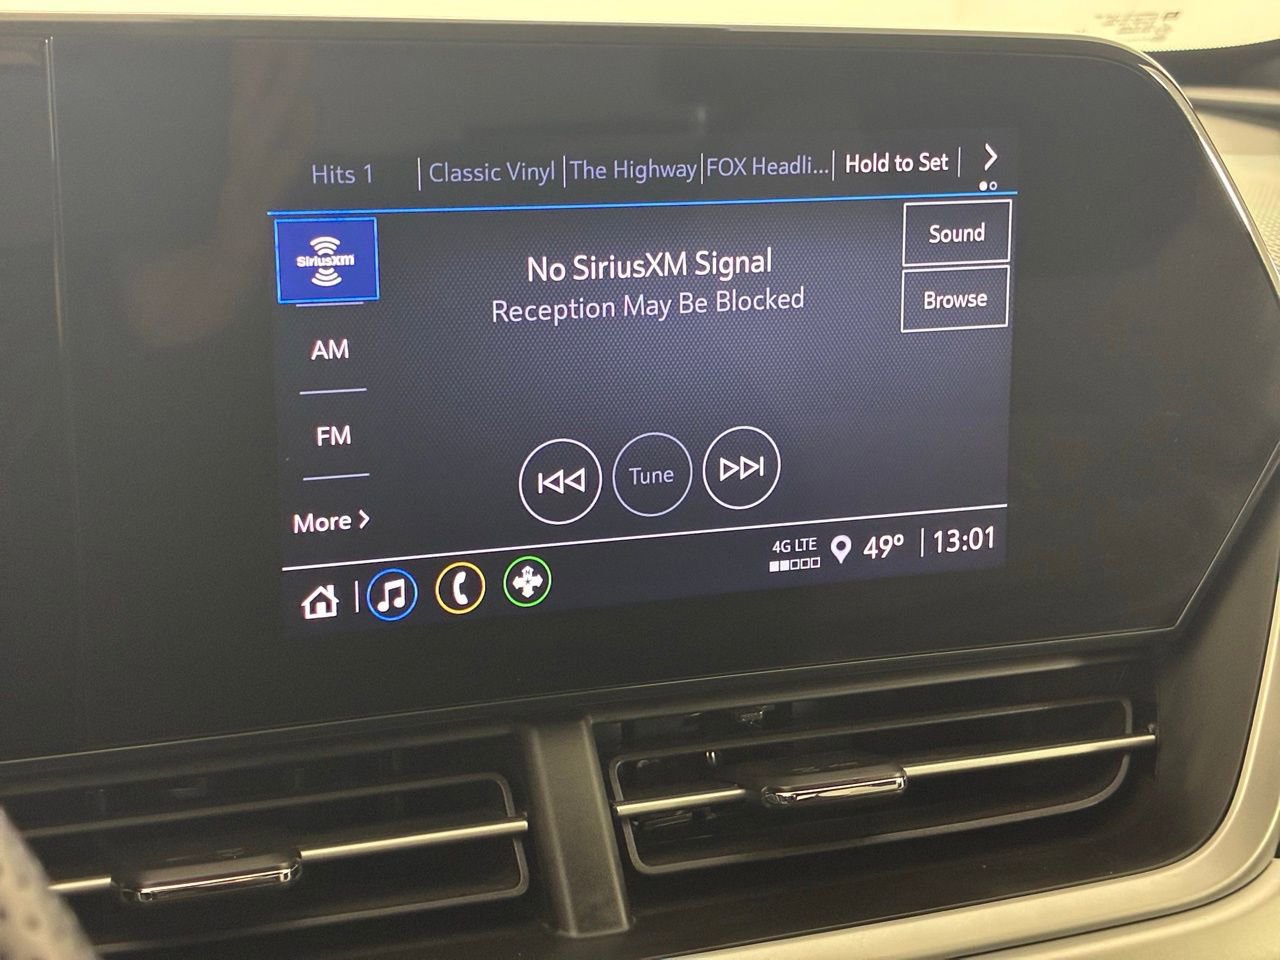 Hits 1 Classic Vinyl The Highway FOX Headli... Hold to Set
SiriusXM
No SiriusXM Signal
Reception May Be Blocked
Sound
Browse
AM
FM
More
Tune
4G LTE 49° 13:01